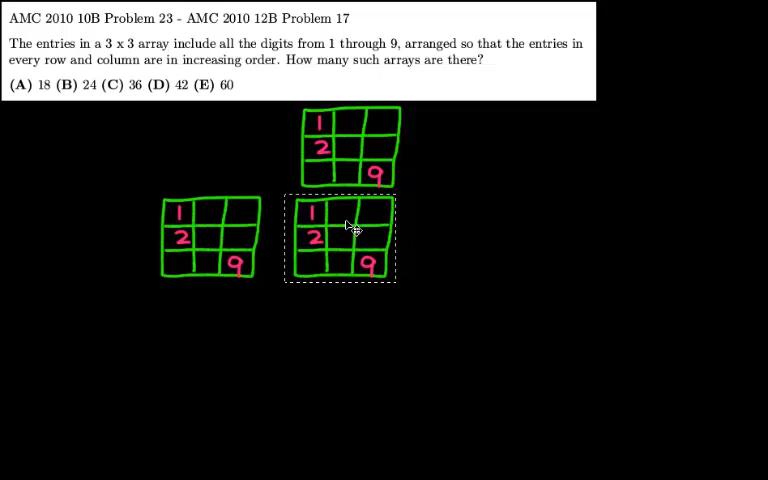 AMC 2010 10B Problem 23 - AMC 2010 12B Problem 17
The entries in a 3 x 3 array include all the digits from 1 through 9, arranged so that the entries in
every row and column are in increasing order. How many such arrays are there?
(A) 18 (B) 24 (C) 36 (D) 42 (E) 60
1
2
9
1
2
9
1
2
9